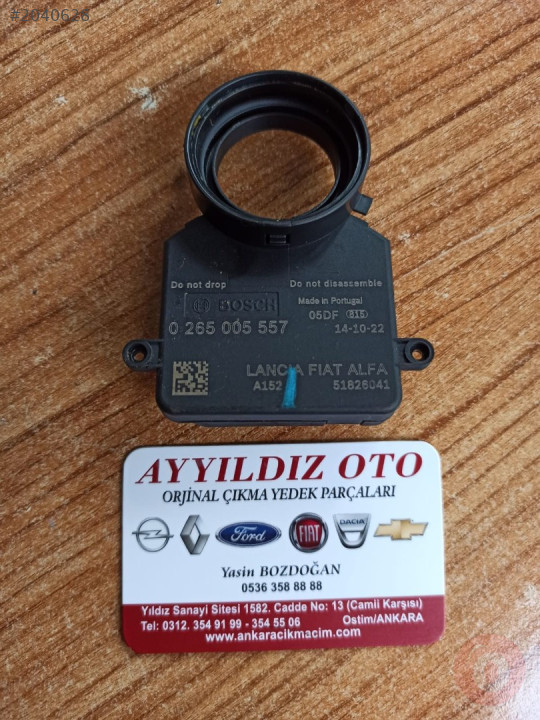 #2040628
Do not drop
Do not disassemble
BOSCH
Made in Portugal
0 265 005 557
05DF 815
14-10-22
LANCIA FIAT ALFA
A152
51826041
AYYILDIZ OTO
ORJİNAL ÇIKMA YEDEK PARÇALARI
Ford
FIAT
DACIA
Yasin BOZDOĞAN
0536 358 88 88
Yıldız Sanayi Sitesi 1582. Cadde No: 13 (Camii Karşısı)
Tel: 0312. 354 91 99 - 354 55 06 Ostim/ANKARA
www.ankaracikmacim.com